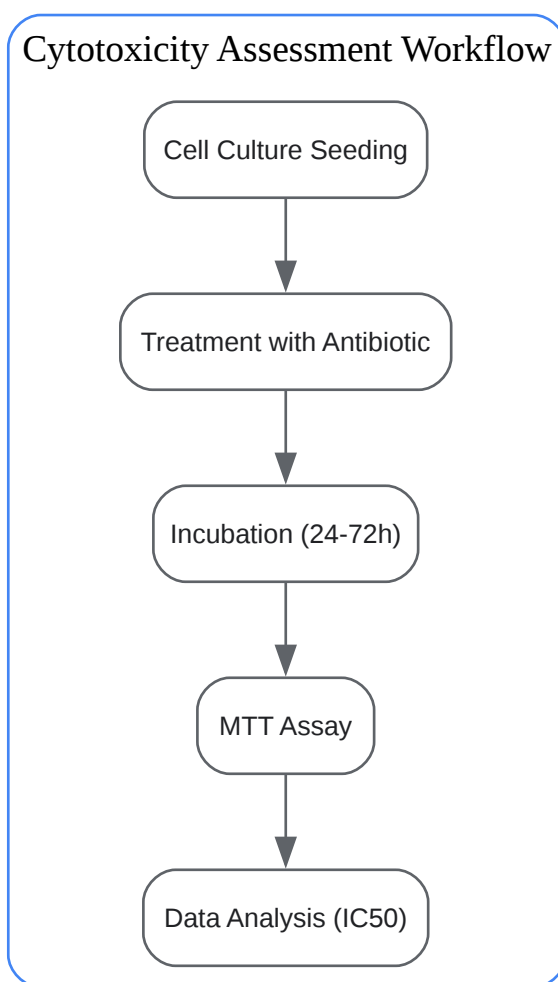 Cytotoxicity Assessment Workflow
Cell Culture Seeding
Treatment with Antibiotic
Incubation (24-72h)
MTT Assay
Data Analysis (IC50)